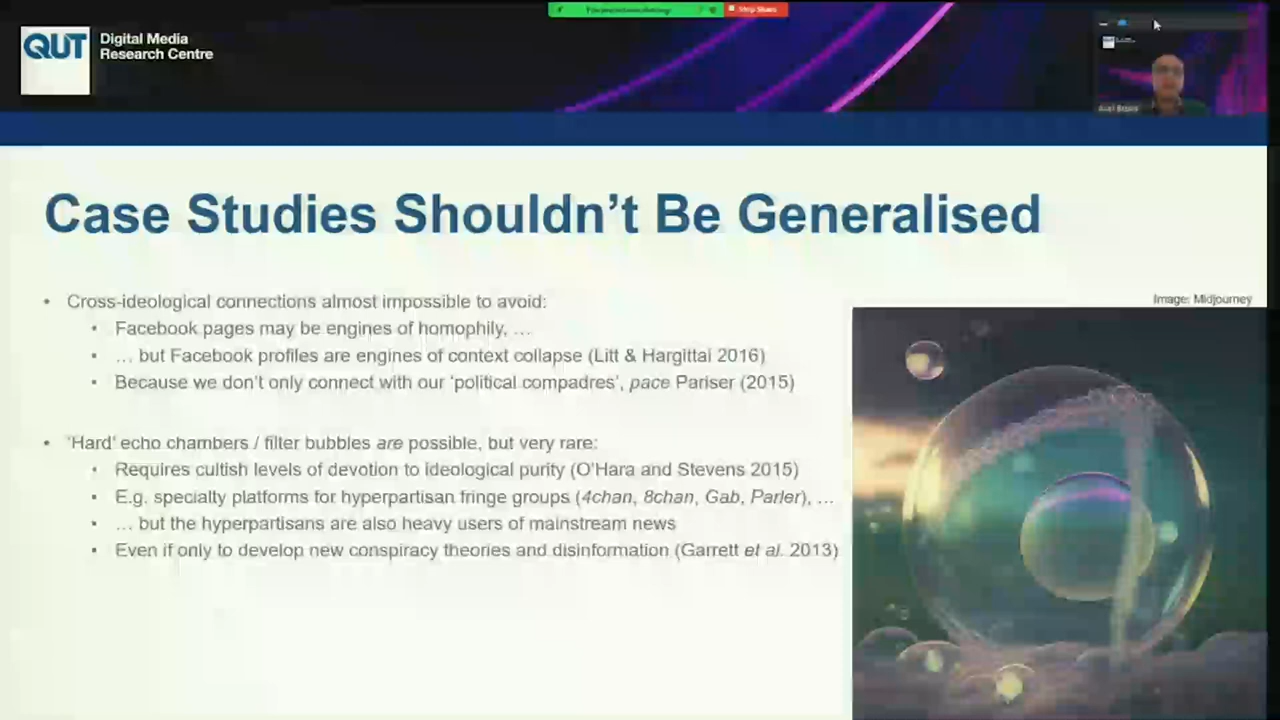 QUT
Digital Media
Research Centre
Stop Share
Case Studies Shouldn't Be Generalised
Image: Midjourney
• Cross-ideological connections almost impossible to avoid:
• Facebook pages may be engines of homophily, …
• … but Facebook profiles are engines of context collapse (Litt & Hargittai 2016)
• Because we don't only connect with our 'political compadres', pace Pariser (2015)
• 'Hard' echo chambers / filter bubbles are possible, but very rare:
• Requires cultish levels of devotion to ideological purity (O'Hara and Stevens 2015)
• E.g. specialty platforms for hyperpartisan fringe groups (4chan, 8chan, Gab, Parler), …
• … but the hyperpartisans are also heavy users of mainstream news
• Even if only to develop new conspiracy theories and disinformation (Garrett et al. 2013)